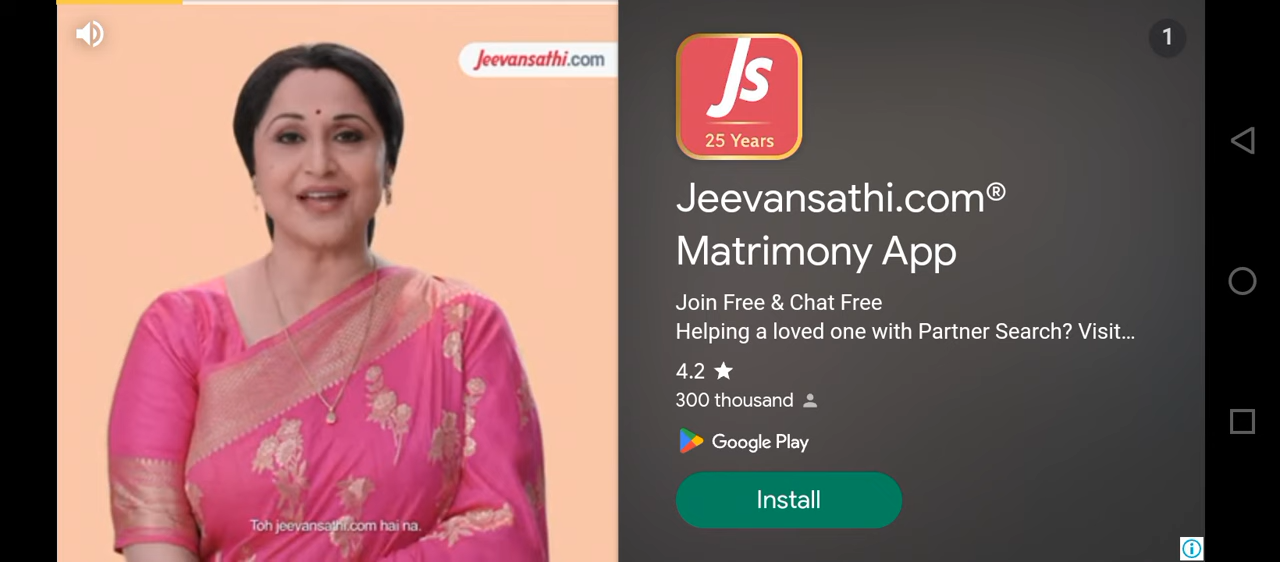 Jeevansathi.com
Toh jeevansathi.com hai na.
1
Js
25 Years
Jeevansathi.com®
Matrimony App
Join Free & Chat Free
Helping a loved one with Partner Search? Visit...
4.2 ★
300 thousand
Google Play
Install